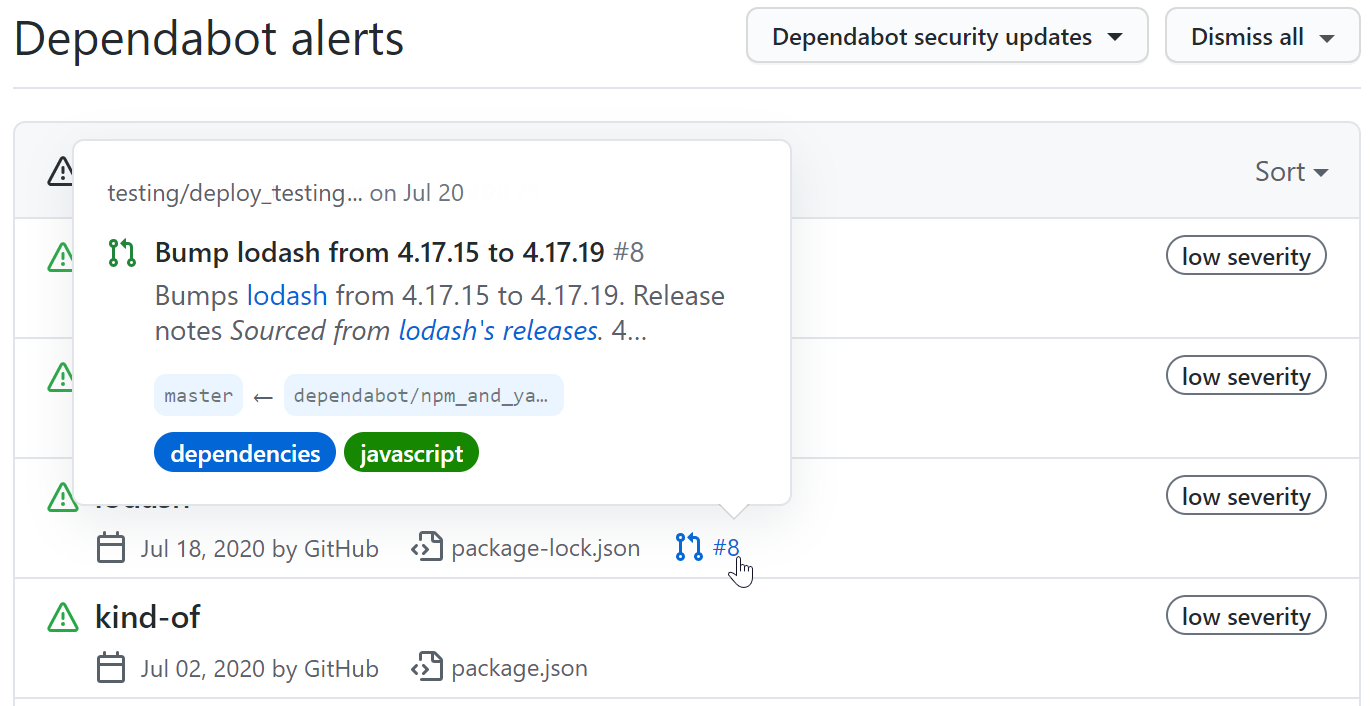 Dependabot alerts
Dependabot security updates
Dismiss all
Sort
testing/deploy_testing... on Jul 20
Bump lodash from 4.17.15 to 4.17.19 #8
Bumps lodash from 4.17.15 to 4.17.19. Release
notes Sourced from lodash's releases. 4...
master ← dependabot/npm_and_ya…
dependencies javascript
low severity
low severity
low severity
Jul 18, 2020 by GitHub package-lock.json #8
kind-of
low severity
Jul 02, 2020 by GitHub package.json